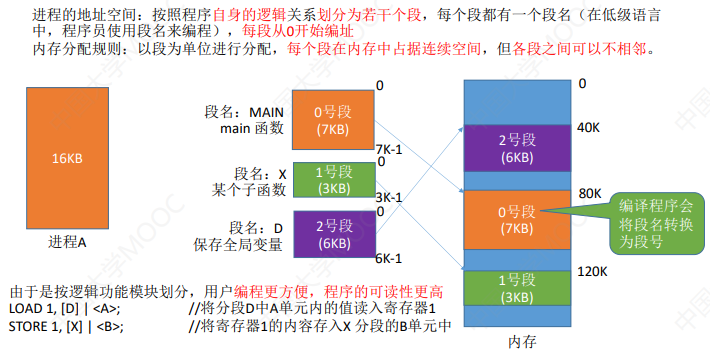 进程的地址空间：按照程序自身的逻辑关系划分为若干个段，每个段都有一个段名（在低级语言
中，程序员使用段名来编程），每段从0开始编址
内存分配规则：以段为单位进行分配，每个段在内存中占据连续空间，但各段之间可以不相邻。
16KB
进程A
段名：MAIN
main 函数
0号段
(7KB)
0
7K-1
段名：X
某个子函数
1号段
(3KB)
0
3K-1
段名：D
保存全局变量
2号段
(6KB)
0
6K-1
0
40K
2号段
(6KB)
80K
0号段
(7KB)
120K
1号段
(3KB)
内存
编译程序会
将段名转换
为段号
由于是按逻辑功能模块划分，用户编程更方便，程序的可读性更高
LOAD 1, [D] | <A>; //将分段D中A单元内的值读入寄存器1
STORE 1, [X] | <B>; //将寄存器1的内容存入X 分段的B单元中